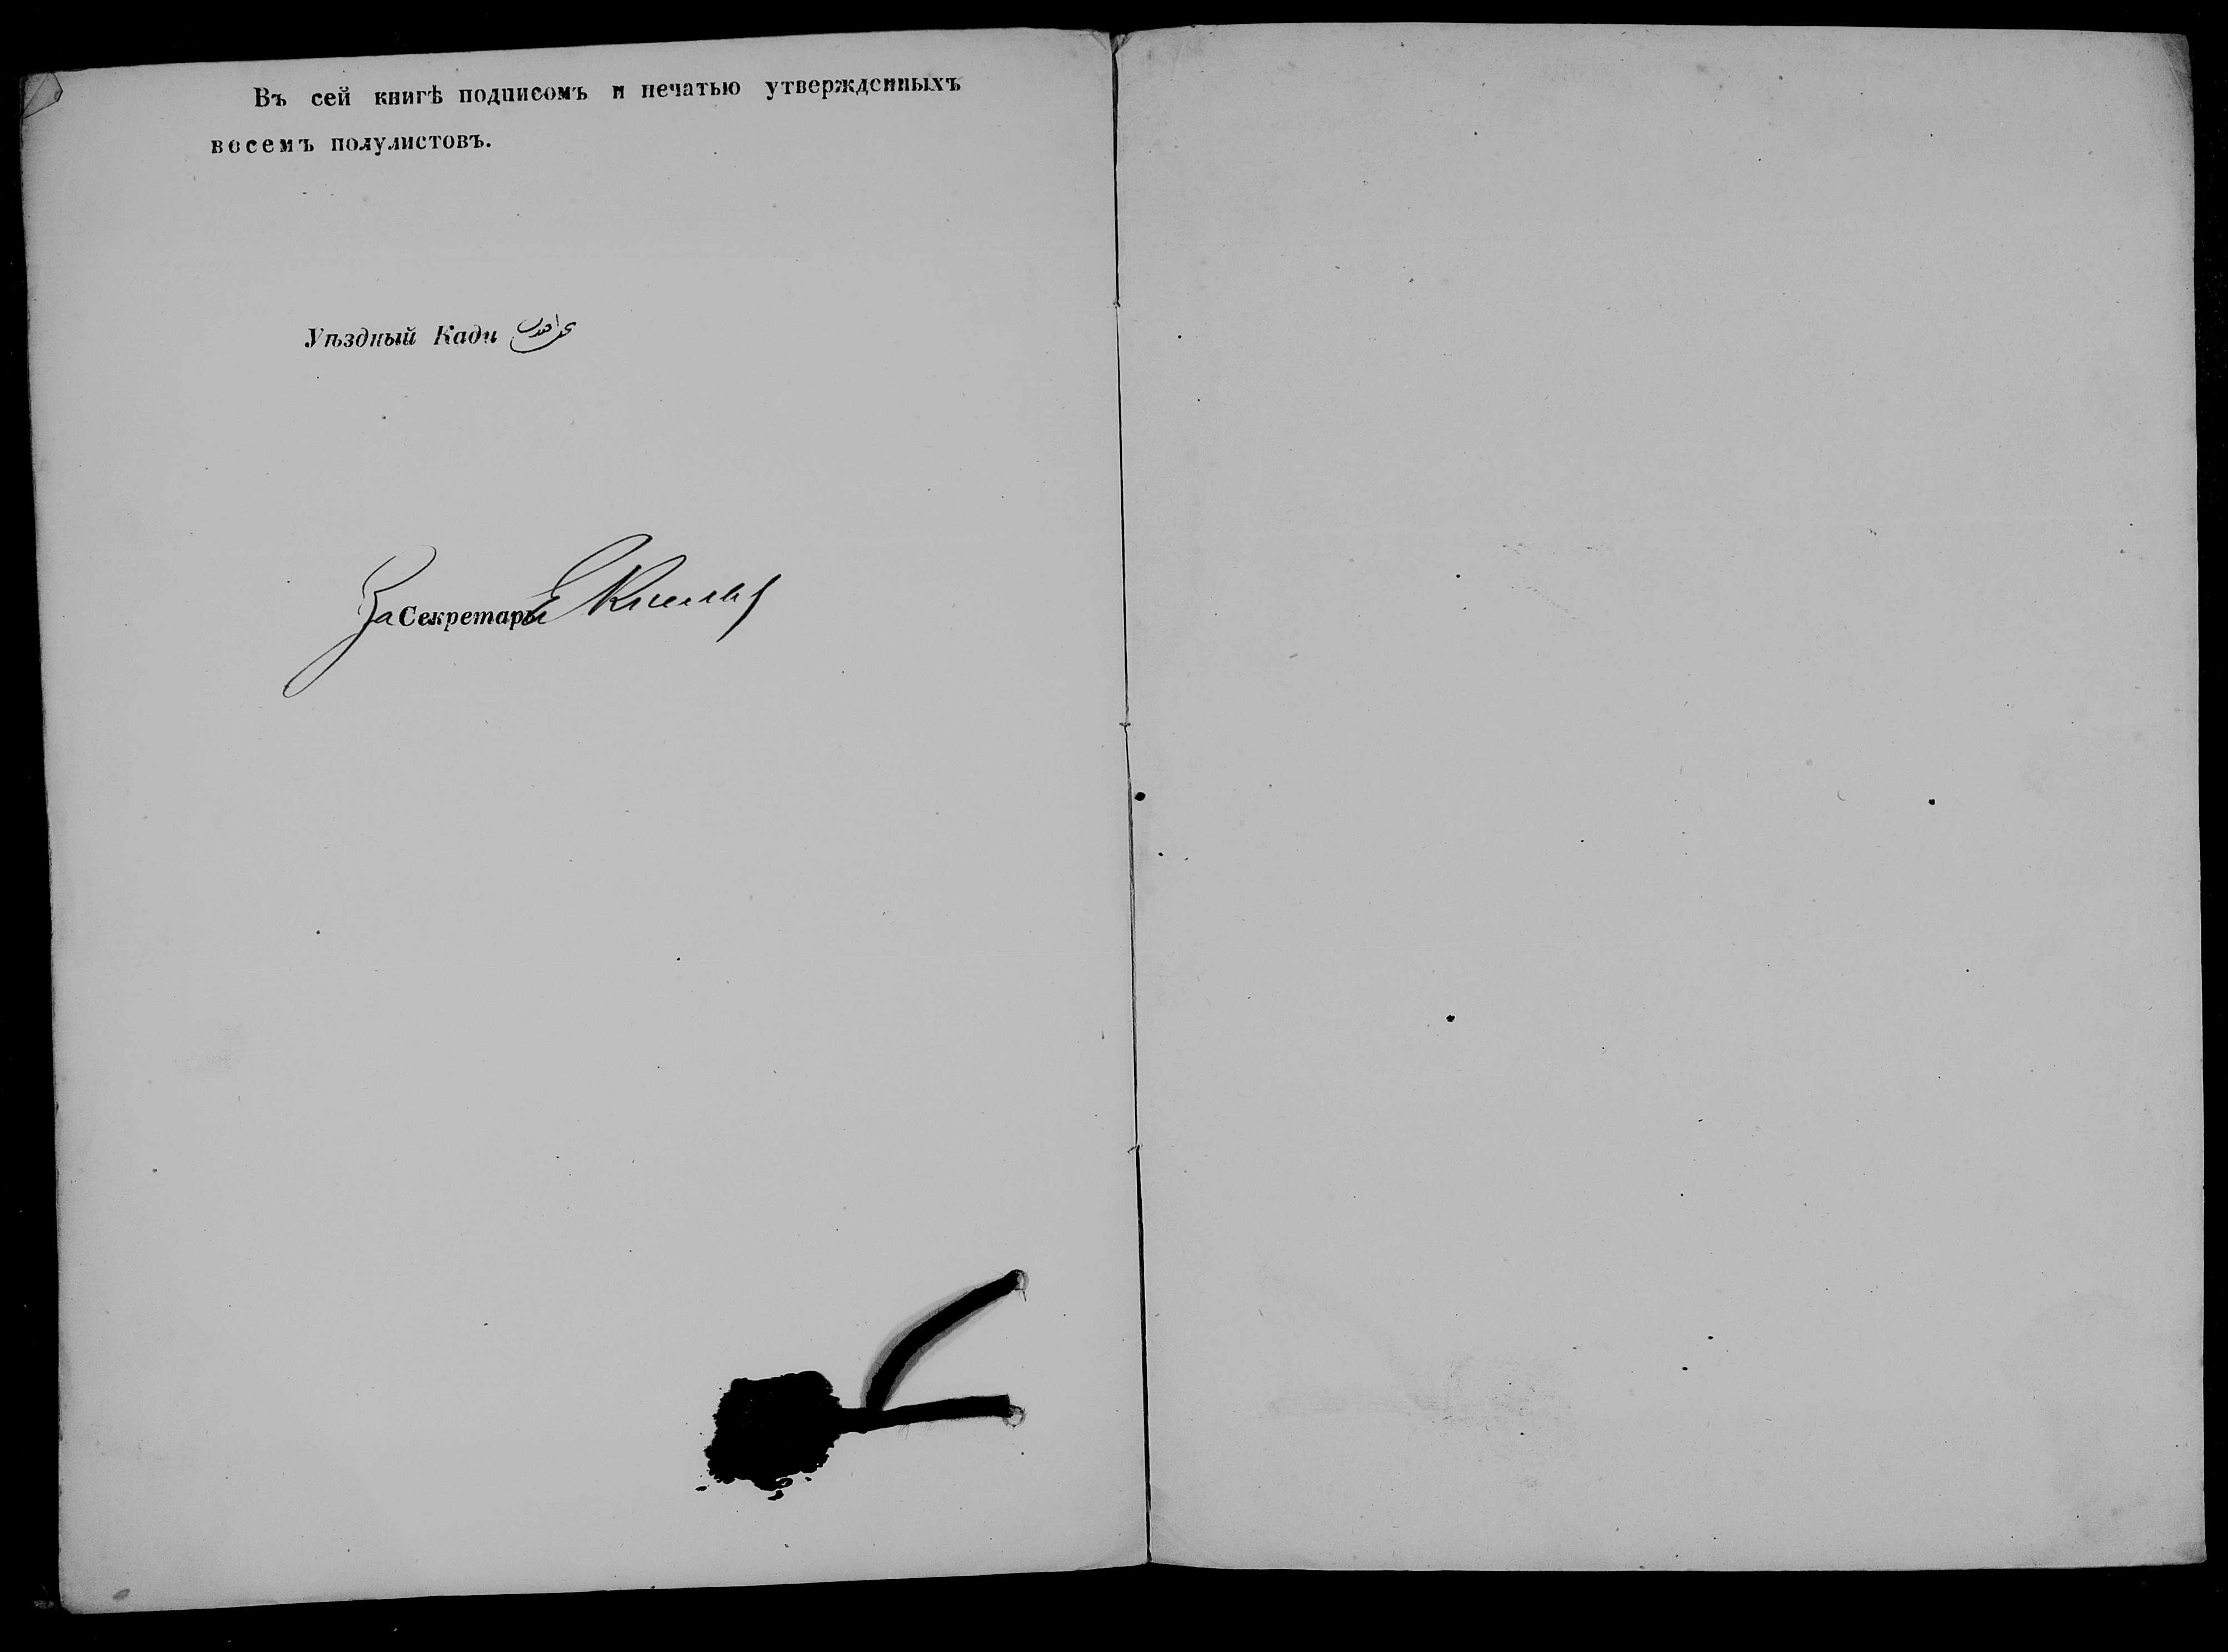 Въ сей книгѣ подписомъ и печатью утвержденныхъ
восемъ полулистовъ.
Уѣздный Кади
За Секретаря